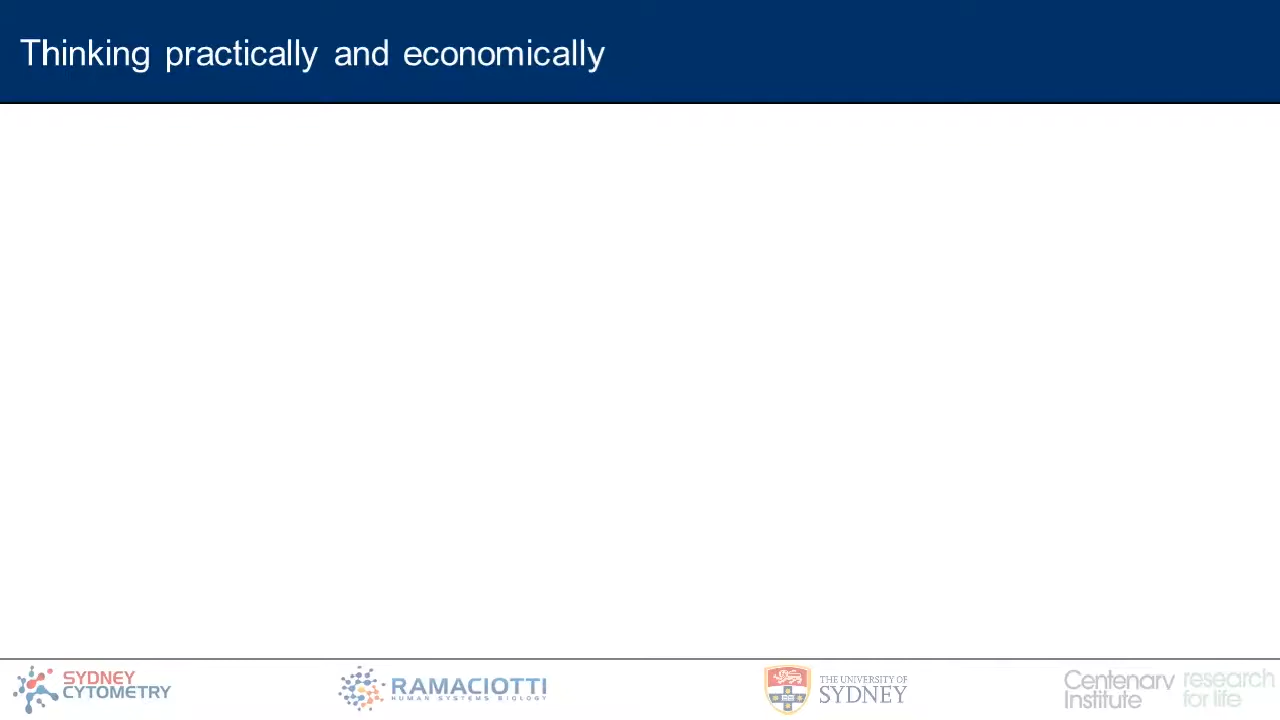 Thinking practically and economically
SYDNEY
CYTOMETRY
RAMACIOTTI
HUMAN SYSTEMS BIOLOGY
THE UNIVERSITY OF
SYDNEY
Centenary
Institute
research
for life